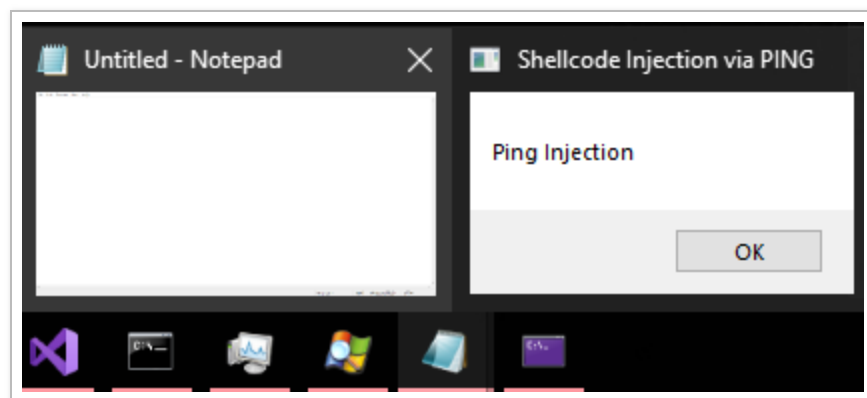 Untitled - Notepad
Shellcode Injection via PING
Ping Injection
OK